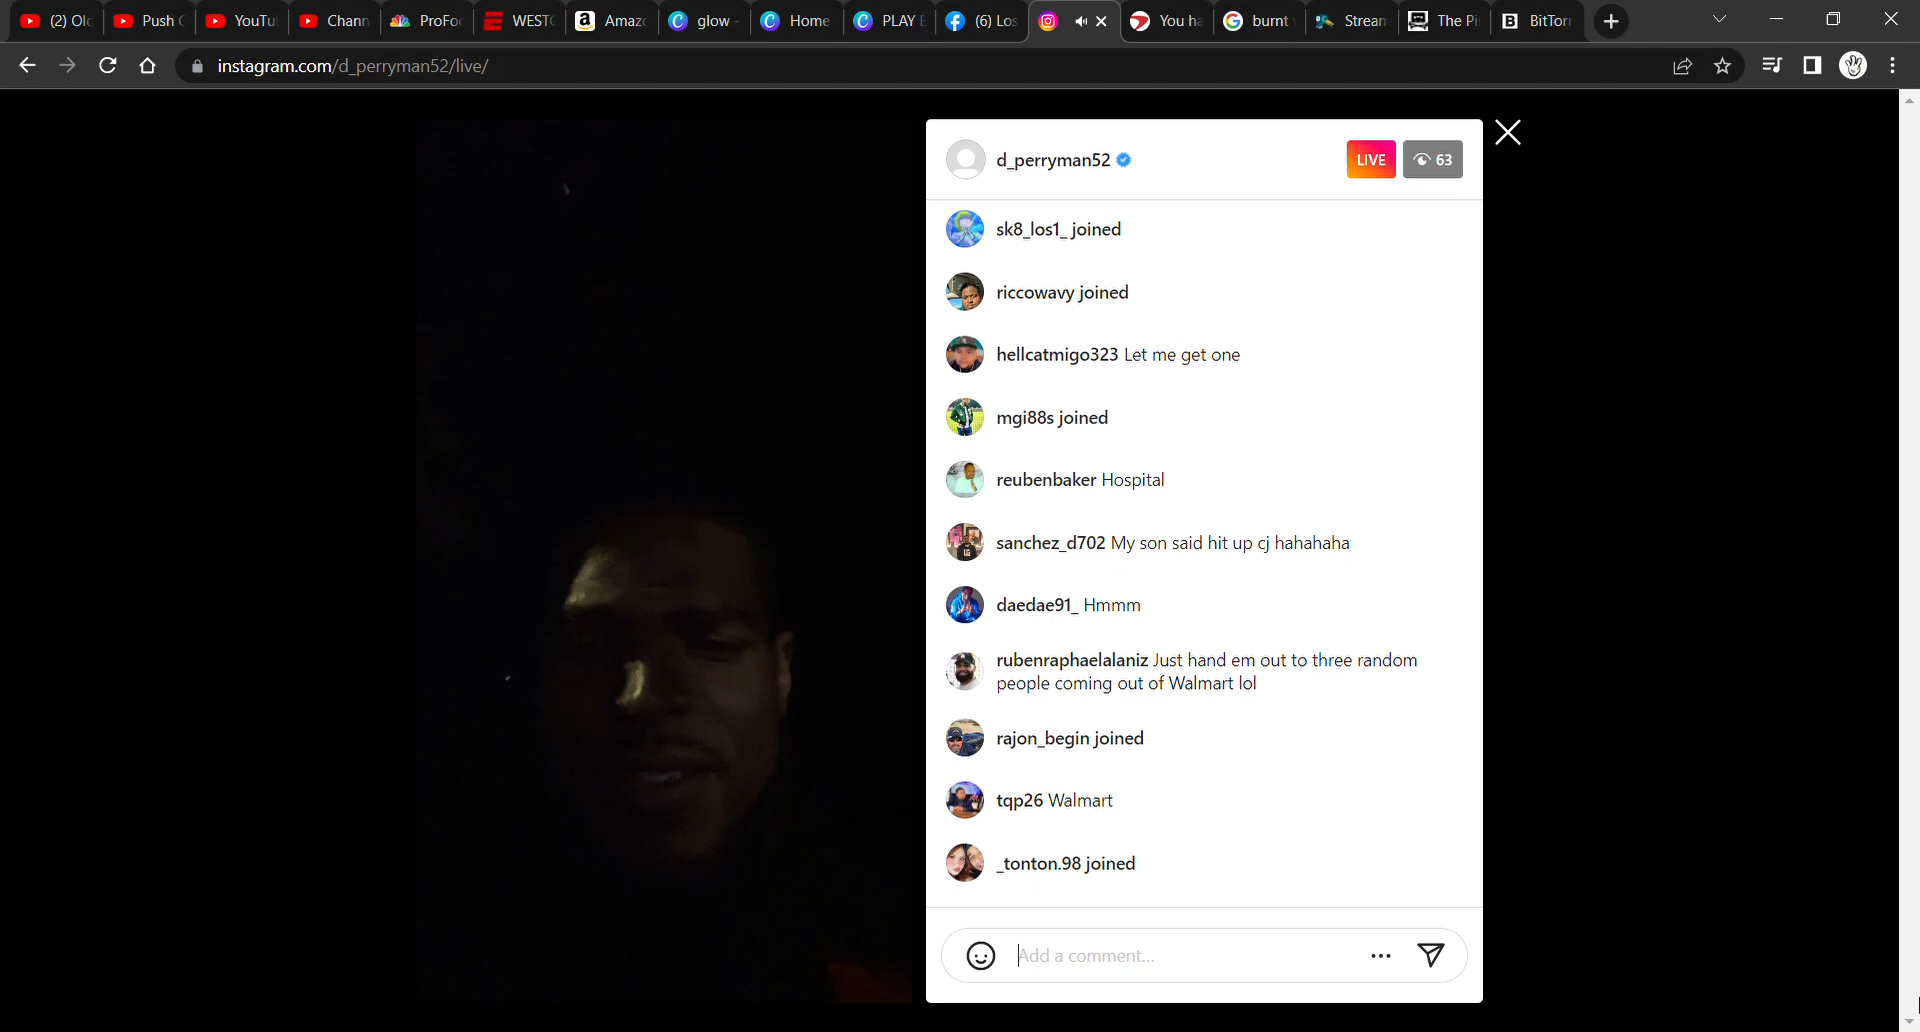 (2) Old
Push
YouTu
Chann
ProFo
WEST
Amaz
glow
Home
PLAY
(6) Los
You ha
burnt
Stream
The Pi
BitTor
instagram.com/d_perryman52/live/
d_perryman52
LIVE
63
sk8_los1_ joined
riccowavy joined
hellcatmigo323 Let me get one
mgi88s joined
reubenbaker Hospital
sanchez_d702 My son said hit up cj hahahaha
daedae91_ Hmmm
rubenraphaelalaniz Just hand em out to three random
people coming out of Walmart lol
rajon_begin joined
tqp26 Walmart
_tonton.98 joined
Add a comment...